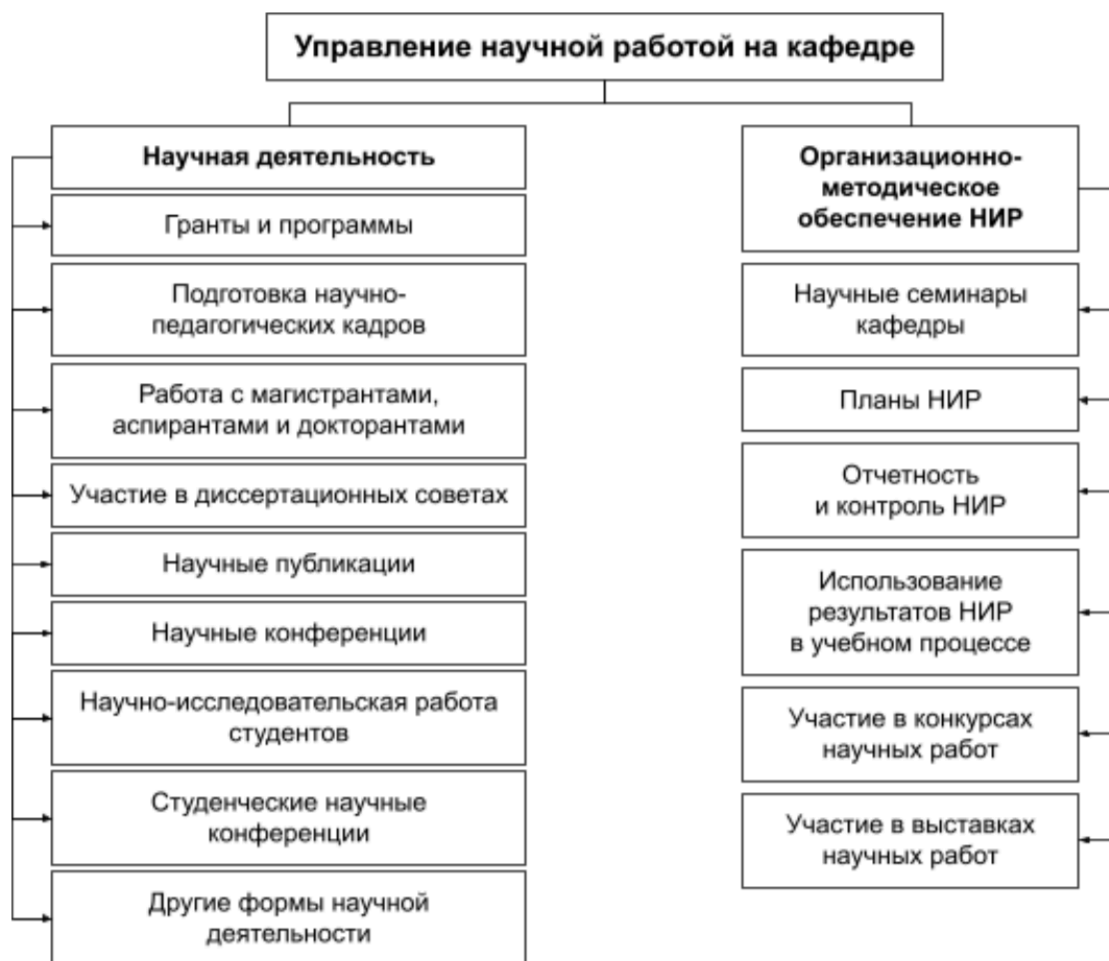 Управление научной работой на кафедре
Научная деятельность
Гранты и программы
Подготовка научно-
педагогических кадров
Работа с магистрантами,
аспирантами и докторантами
Участие в диссертационных советах
Научные публикации
Научные конференции
Научно-исследовательская работа
студентов
Студенческие научные
конференции
Другие формы научной
деятельности
Организационно-
методическое
обеспечение НИР
Научные семинары
кафедры
Планы НИР
Отчетность
и контроль НИР
Использование
результатов НИР
в учебном процессе
Участие в конкурсах
научных работ
Участие в выставках
научных работ